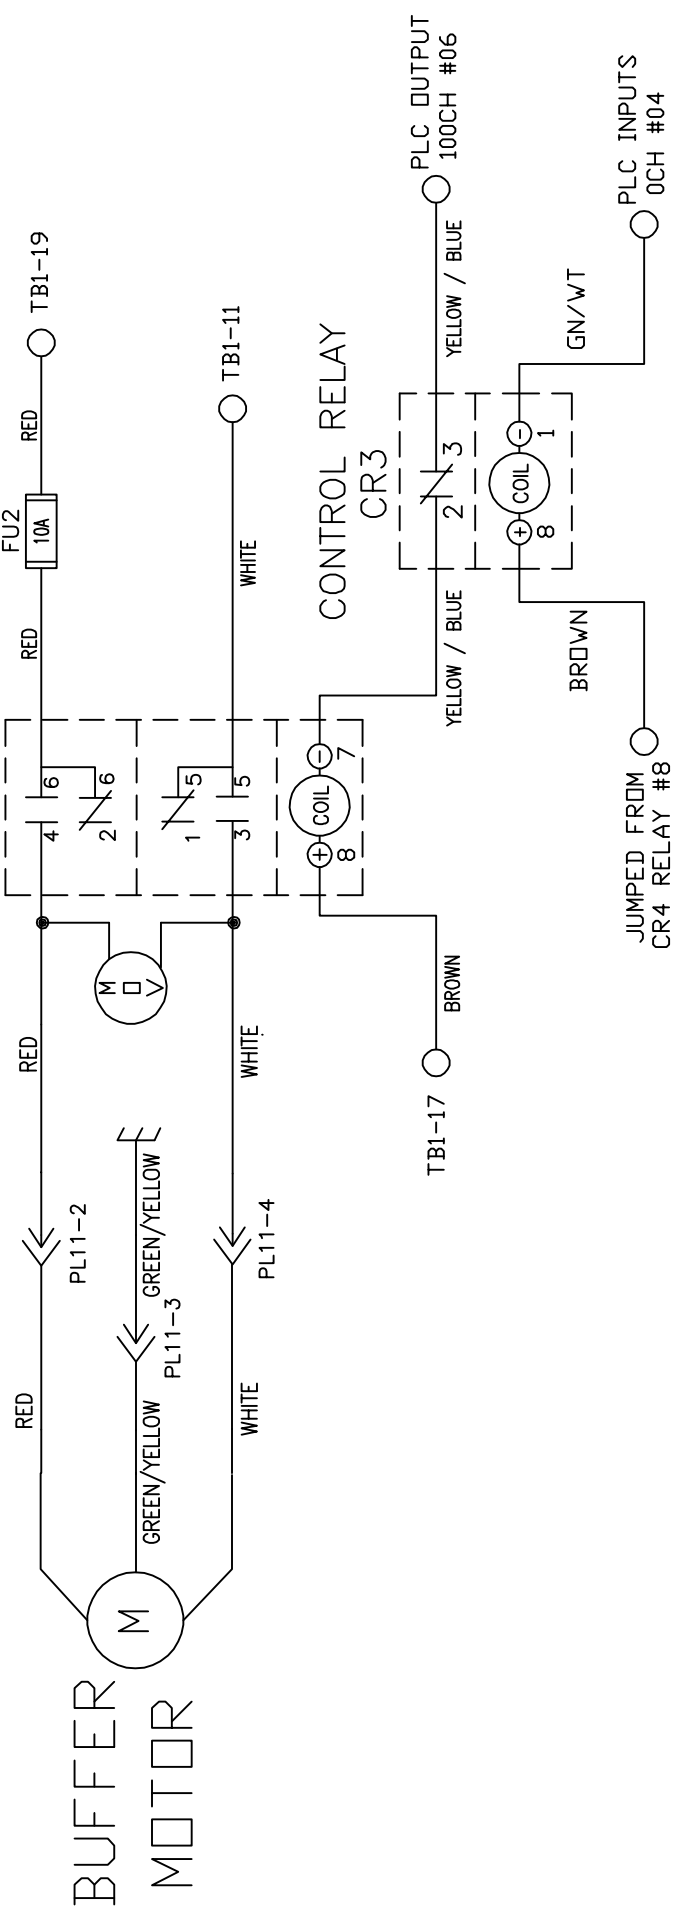 BUFFER
MOTOR
RED
PL11-2
RED
GREEN/YELLOW
PL11-3
GREEN/YELLOW
WHITE
PL11-4
WHITE
MOV
4
6
2
6
1
5
3
5
COIL
8
7
RED
FU2
10A
RED
TB1-19
WHITE
TB1-11
TB1-17
BROWN
YELLOW / BLUE
CONTROL RELAY
CR3
2
3
COIL
8
1
YELLOW / BLUE
PLC OUTPUT
100CH #06
JUMPED FROM
CR4 RELAY #8
BROWN
GN/WT
PLC INPUTS
0CH #04
M